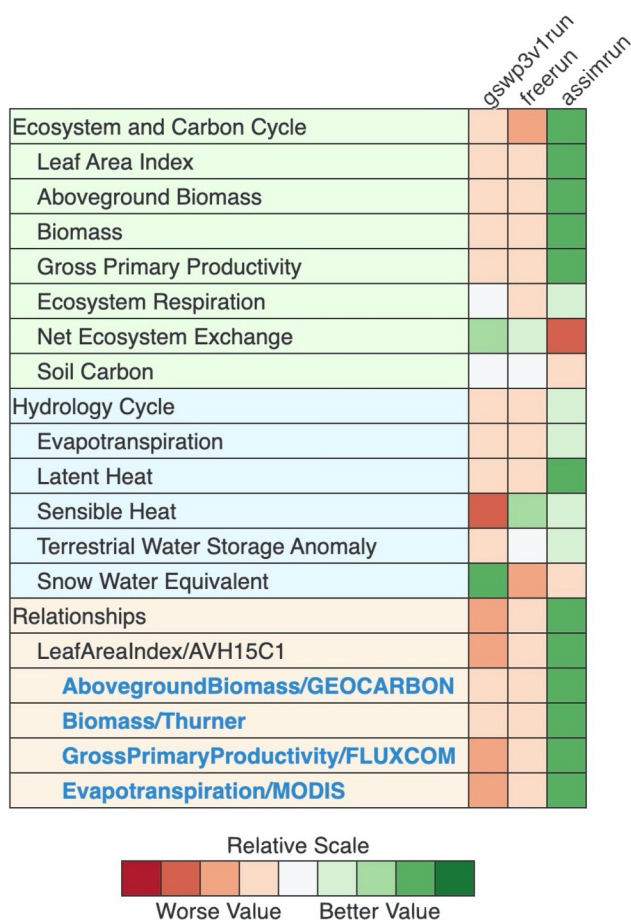 gswp3v1run
freerun
assimrun
Ecosystem and Carbon Cycle
Leaf Area Index
Aboveground Biomass
Biomass
Gross Primary Productivity
Ecosystem Respiration
Net Ecosystem Exchange
Soil Carbon
Hydrology Cycle
Evapotranspiration
Latent Heat
Sensible Heat
Terrestrial Water Storage Anomaly
Snow Water Equivalent
Relationships
LeafAreaIndex/AVH15C1
AbovegroundBiomass/GEOCARBON
Biomass/Thurner
GrossPrimaryProductivity/FLUXCOM
Evapotranspiration/MODIS
Relative Scale
Worse Value Better Value